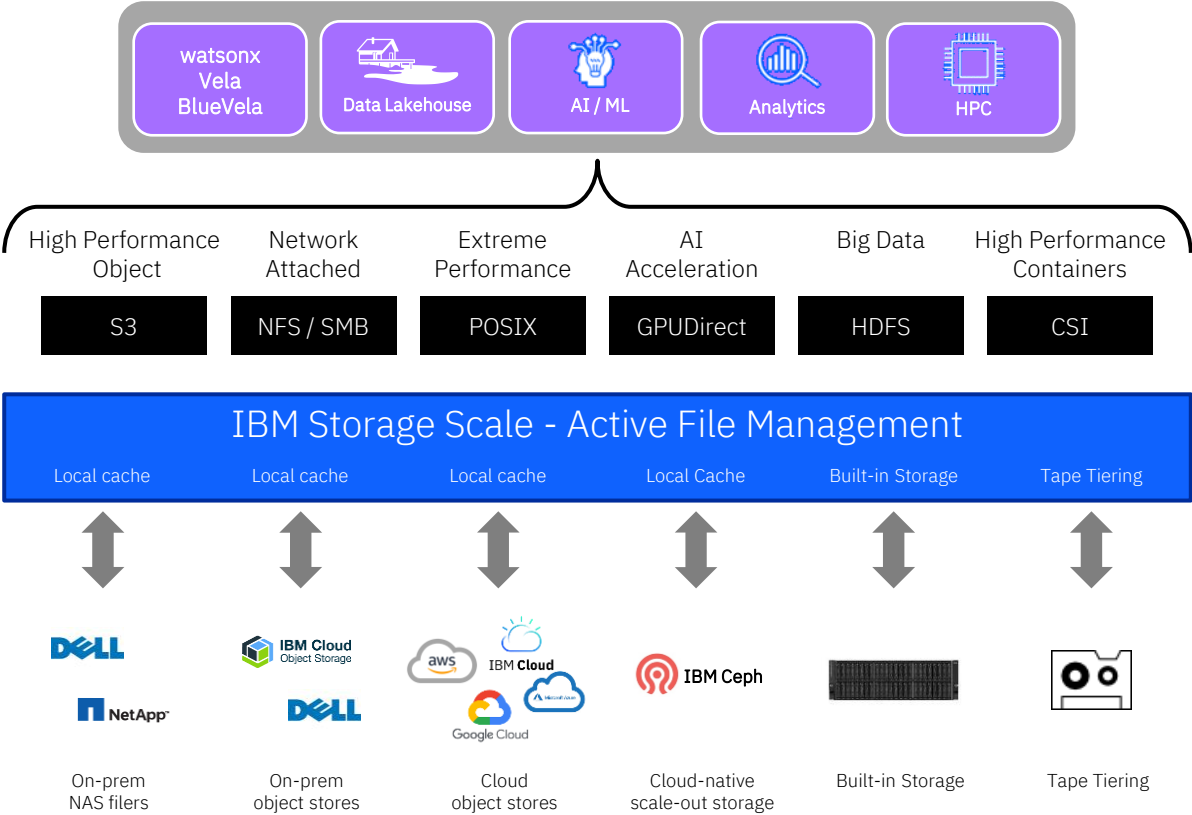 watsonx
Vela
BlueVela
Data Lakehouse
AI / ML
Analytics
HPC
High Performance
Object
Network
Attached
Extreme
Performance
AI
Acceleration
Big Data
High Performance
Containers
S3
NFS / SMB
POSIX
GPUDirect
HDFS
CSI
IBM Storage Scale - Active File Management
Local cache
Local cache
Local cache
Local Cache
Built-in Storage
Tape Tiering
DELL
NetApp™
IBM Cloud
Object Storage
DELL
aws
IBM Cloud
Microsoft Azure
Google Cloud
IBM Ceph
On-prem
NAS filers
On-prem
object stores
Cloud
object stores
Cloud-native
scale-out storage
Built-in Storage
Tape Tiering